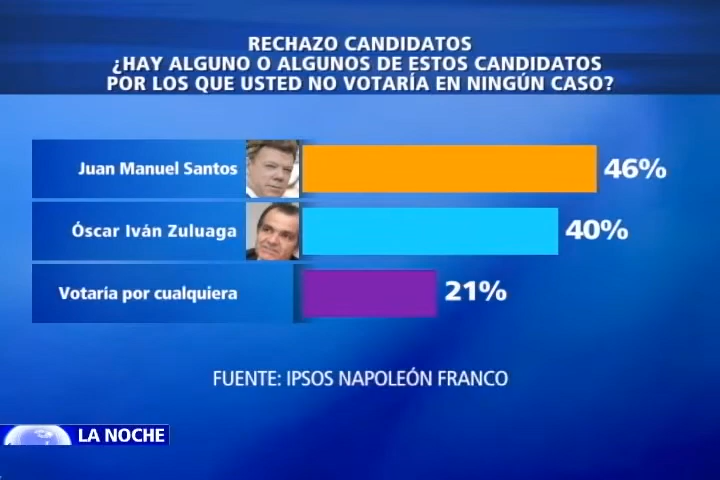 RECHAZO CANDIDATOS
¿HAY ALGUNO O ALGUNOS DE ESTOS CANDIDATOS
POR LOS QUE USTED NO VOTARÍA EN NINGÚN CASO?
Juan Manuel Santos 46%
Óscar Iván Zuluaga 40%
Votaría por cualquiera 21%
FUENTE: IPSOS NAPOLEÓN FRANCO
LA NOCHE